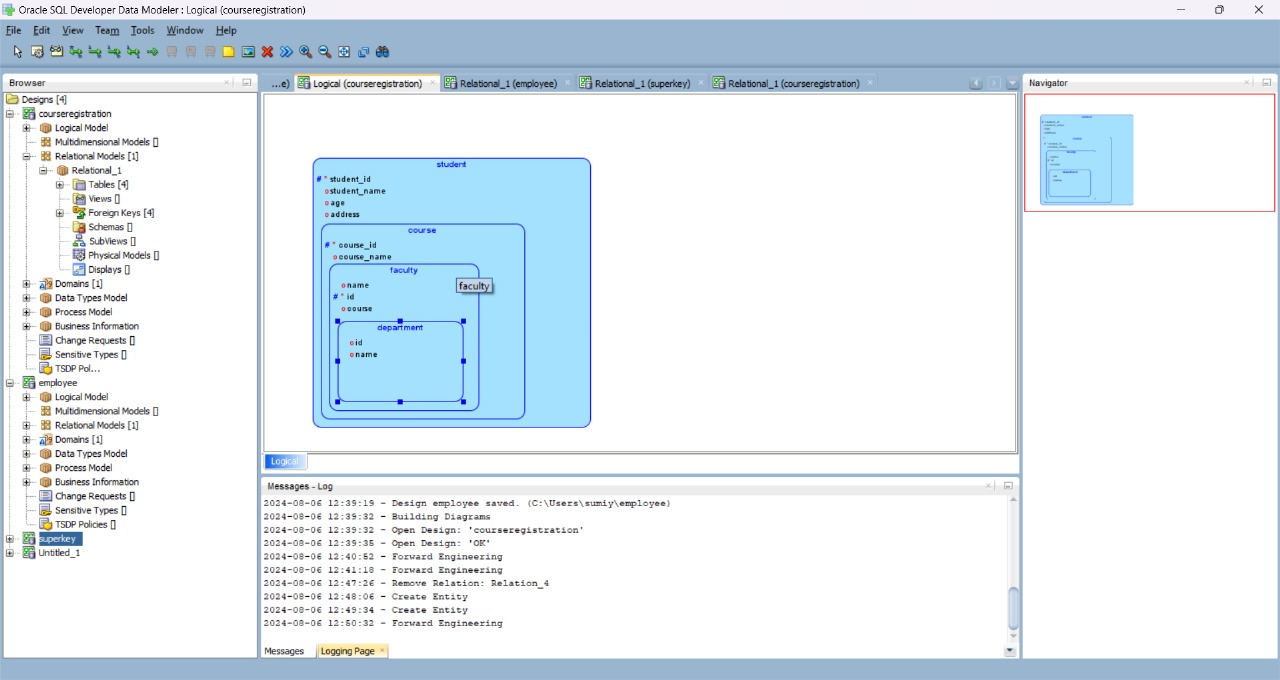 Oracle SQL Developer Data Modeler : Logical (courseregistration)
File Edit View Team Tools Window Help
Browser
Designs [4]
courseregistration
Logical Model
Multidimensional Models []
Relational Models [1]
Relational_1
Tables [4]
Views []
Foreign Keys [4]
Schemas []
SubViews []
Physical Models []
Displays []
Domains [1]
Data Types Model
Process Model
Business Information
Change Requests []
Sensitive Types []
TSDP Pol...
employee
Logical Model
Multidimensional Models []
Relational Models [1]
Domains [1]
Data Types Model
Process Model
Business Information
Change Requests []
Sensitive Types []
TSDP Policies []
superkey
Untitled_1
...e) Logical (courseregistration) Relational_1 (employee) Relational_1 (superkey) Relational_1 (courseregistration)
student
# * student_id
o student_name
o age
o address
course
# * course_id
o course_name
faculty
o name
# * id
o course
faculty
department
o id
o name
Logical
Messages - Log
2024-08-06 12:39:19 - Design employee saved. (C:\Users\sumiy\employee)
2024-08-06 12:39:32 - Building Diagrams
2024-08-06 12:39:32 - Open Design: 'courseregistration'
2024-08-06 12:39:35 - Open Design: 'OK'
2024-08-06 12:40:52 - Forward Engineering
2024-08-06 12:41:18 - Forward Engineering
2024-08-06 12:47:26 - Remove Relation: Relation_4
2024-08-06 12:48:06 - Create Entity
2024-08-06 12:49:34 - Create Entity
2024-08-06 12:50:32 - Forward Engineering
Messages Logging Page
Navigator